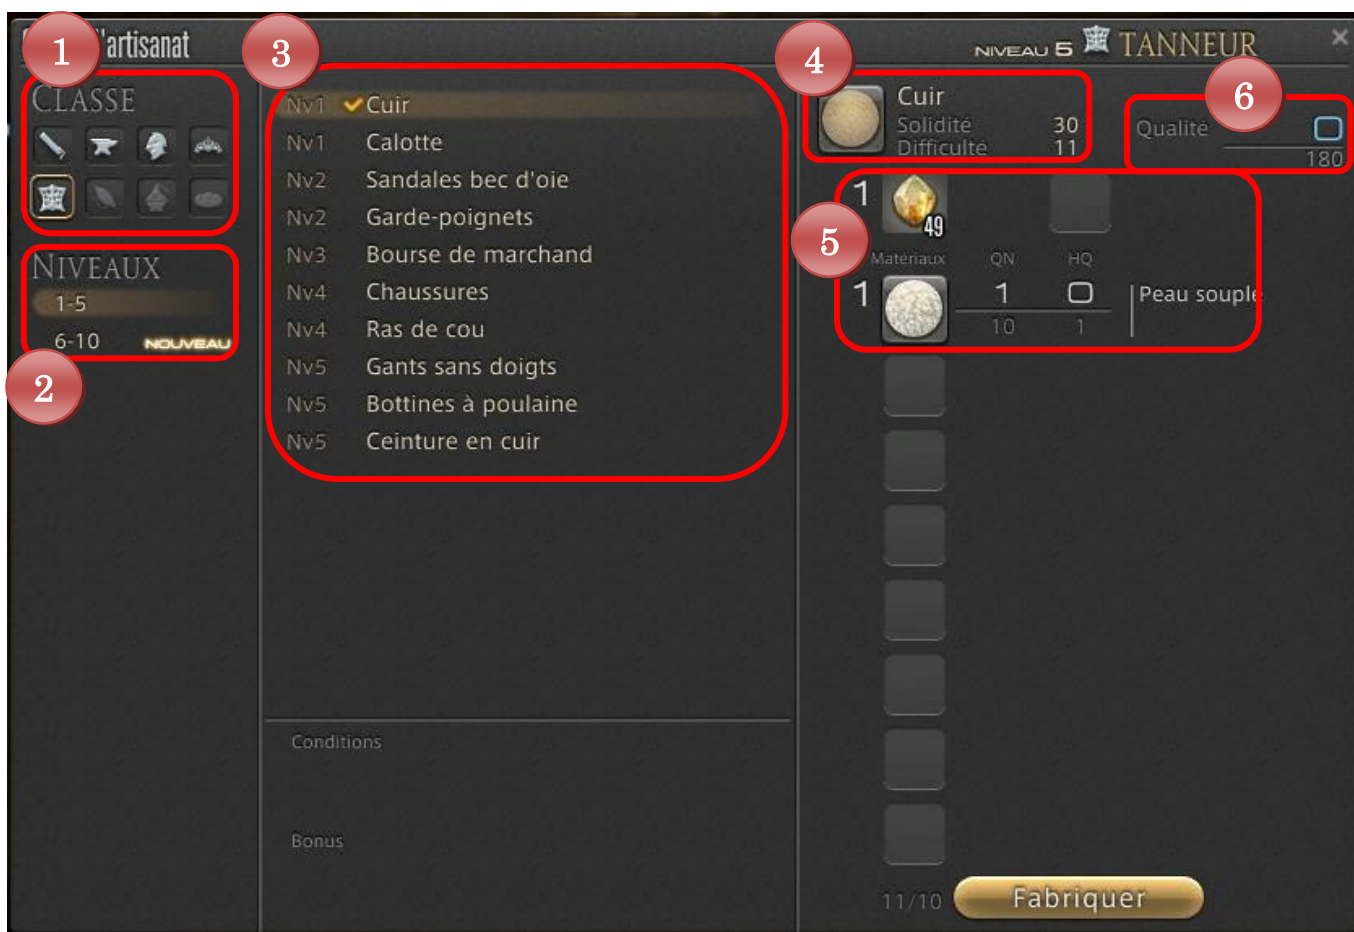 1
'artisanat
3
NIVEAU 5 TANNEUR
CLASSE
2
NIVEAUX
1-5
6-10 NOUVEAU
Nv1 Cuir
Nv1 Calotte
Nv2 Sandales bec d'oie
Nv2 Garde-poignets
Nv3 Bourse de marchand
Nv4 Chaussures
Nv4 Ras de cou
Nv5 Gants sans doigts
Nv5 Bottines à poulaine
Nv5 Ceinture en cuir
Conditions
Bonus
4
Cuir
Solidité 30
Difficulté 11
6
Qualité 0
180
5
1 49
Matériaux QN HQ
1 1 0 Peau souple
10 1
11/10 Fabriquer